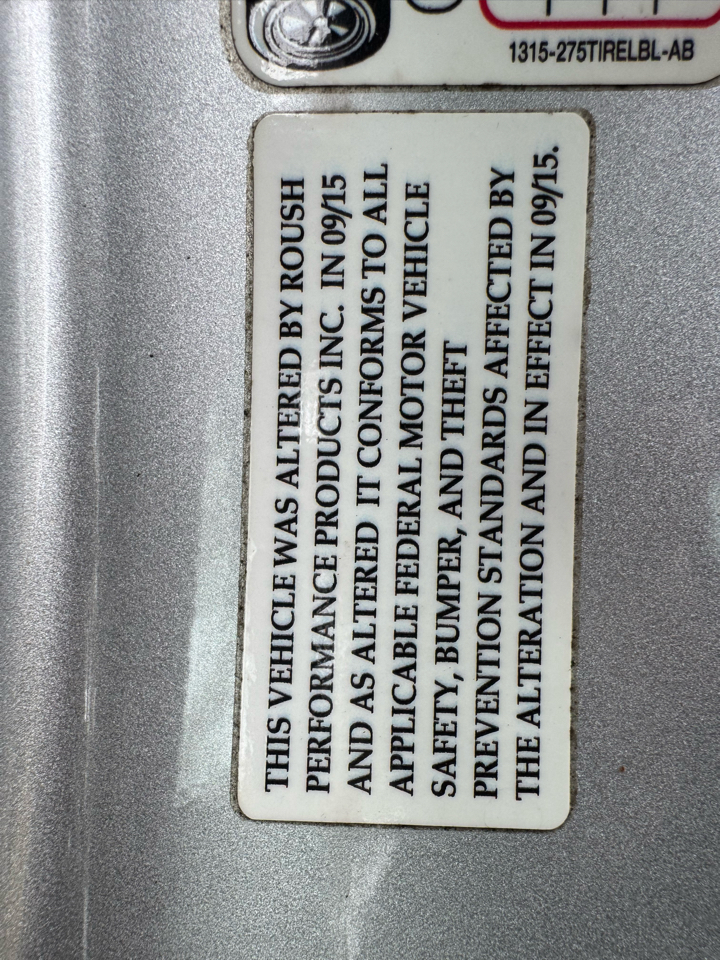 1315-275TIRELBL-AB
THIS VEHICLE WAS ALTERED BY ROUSH
PERFORMANCE PRODUCTS INC. IN 09/15
AND AS ALTERED IT CONFORMS TO ALL
APPLICABLE FEDERAL MOTOR VEHICLE
SAFETY, BUMPER, AND THEFT
PREVENTION STANDARDS AFFECTED BY
THE ALTERATION AND IN EFFECT IN 09/15.